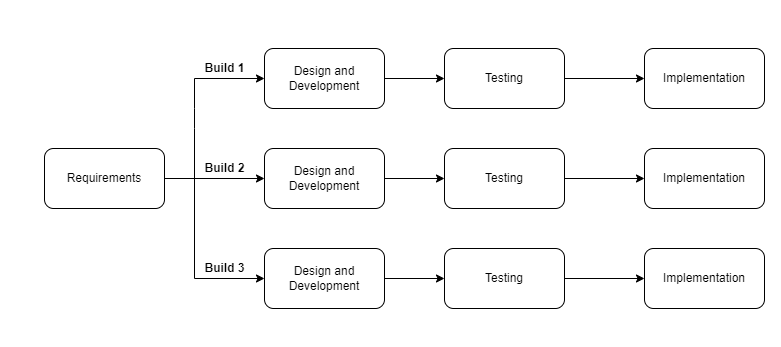 Build 1
Design and
Development
Testing
Implementation
Requirements
Build 2
Design and
Development
Testing
Implementation
Build 3
Design and
Development
Testing
Implementation